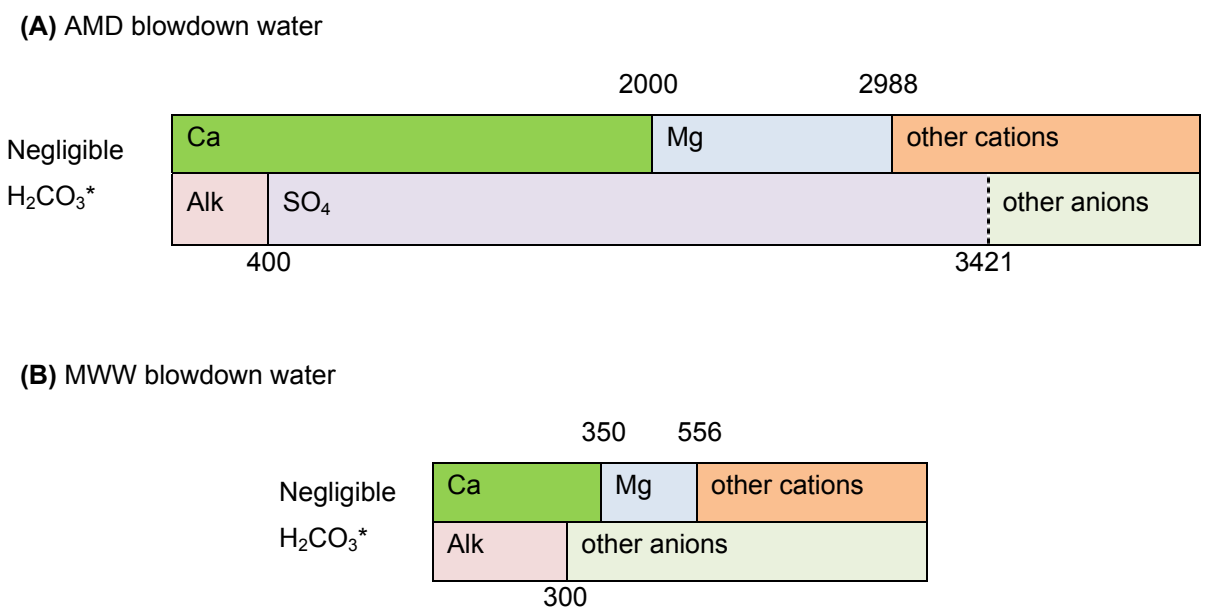 (A) AMD blowdown water
2000 2988
Negligible
H₂CO₃*
Ca Mg other cations
Alk SO₄ other anions
400 3421
(B) MWW blowdown water
350 556
Negligible
H₂CO₃*
Ca Mg other cations
Alk other anions
300